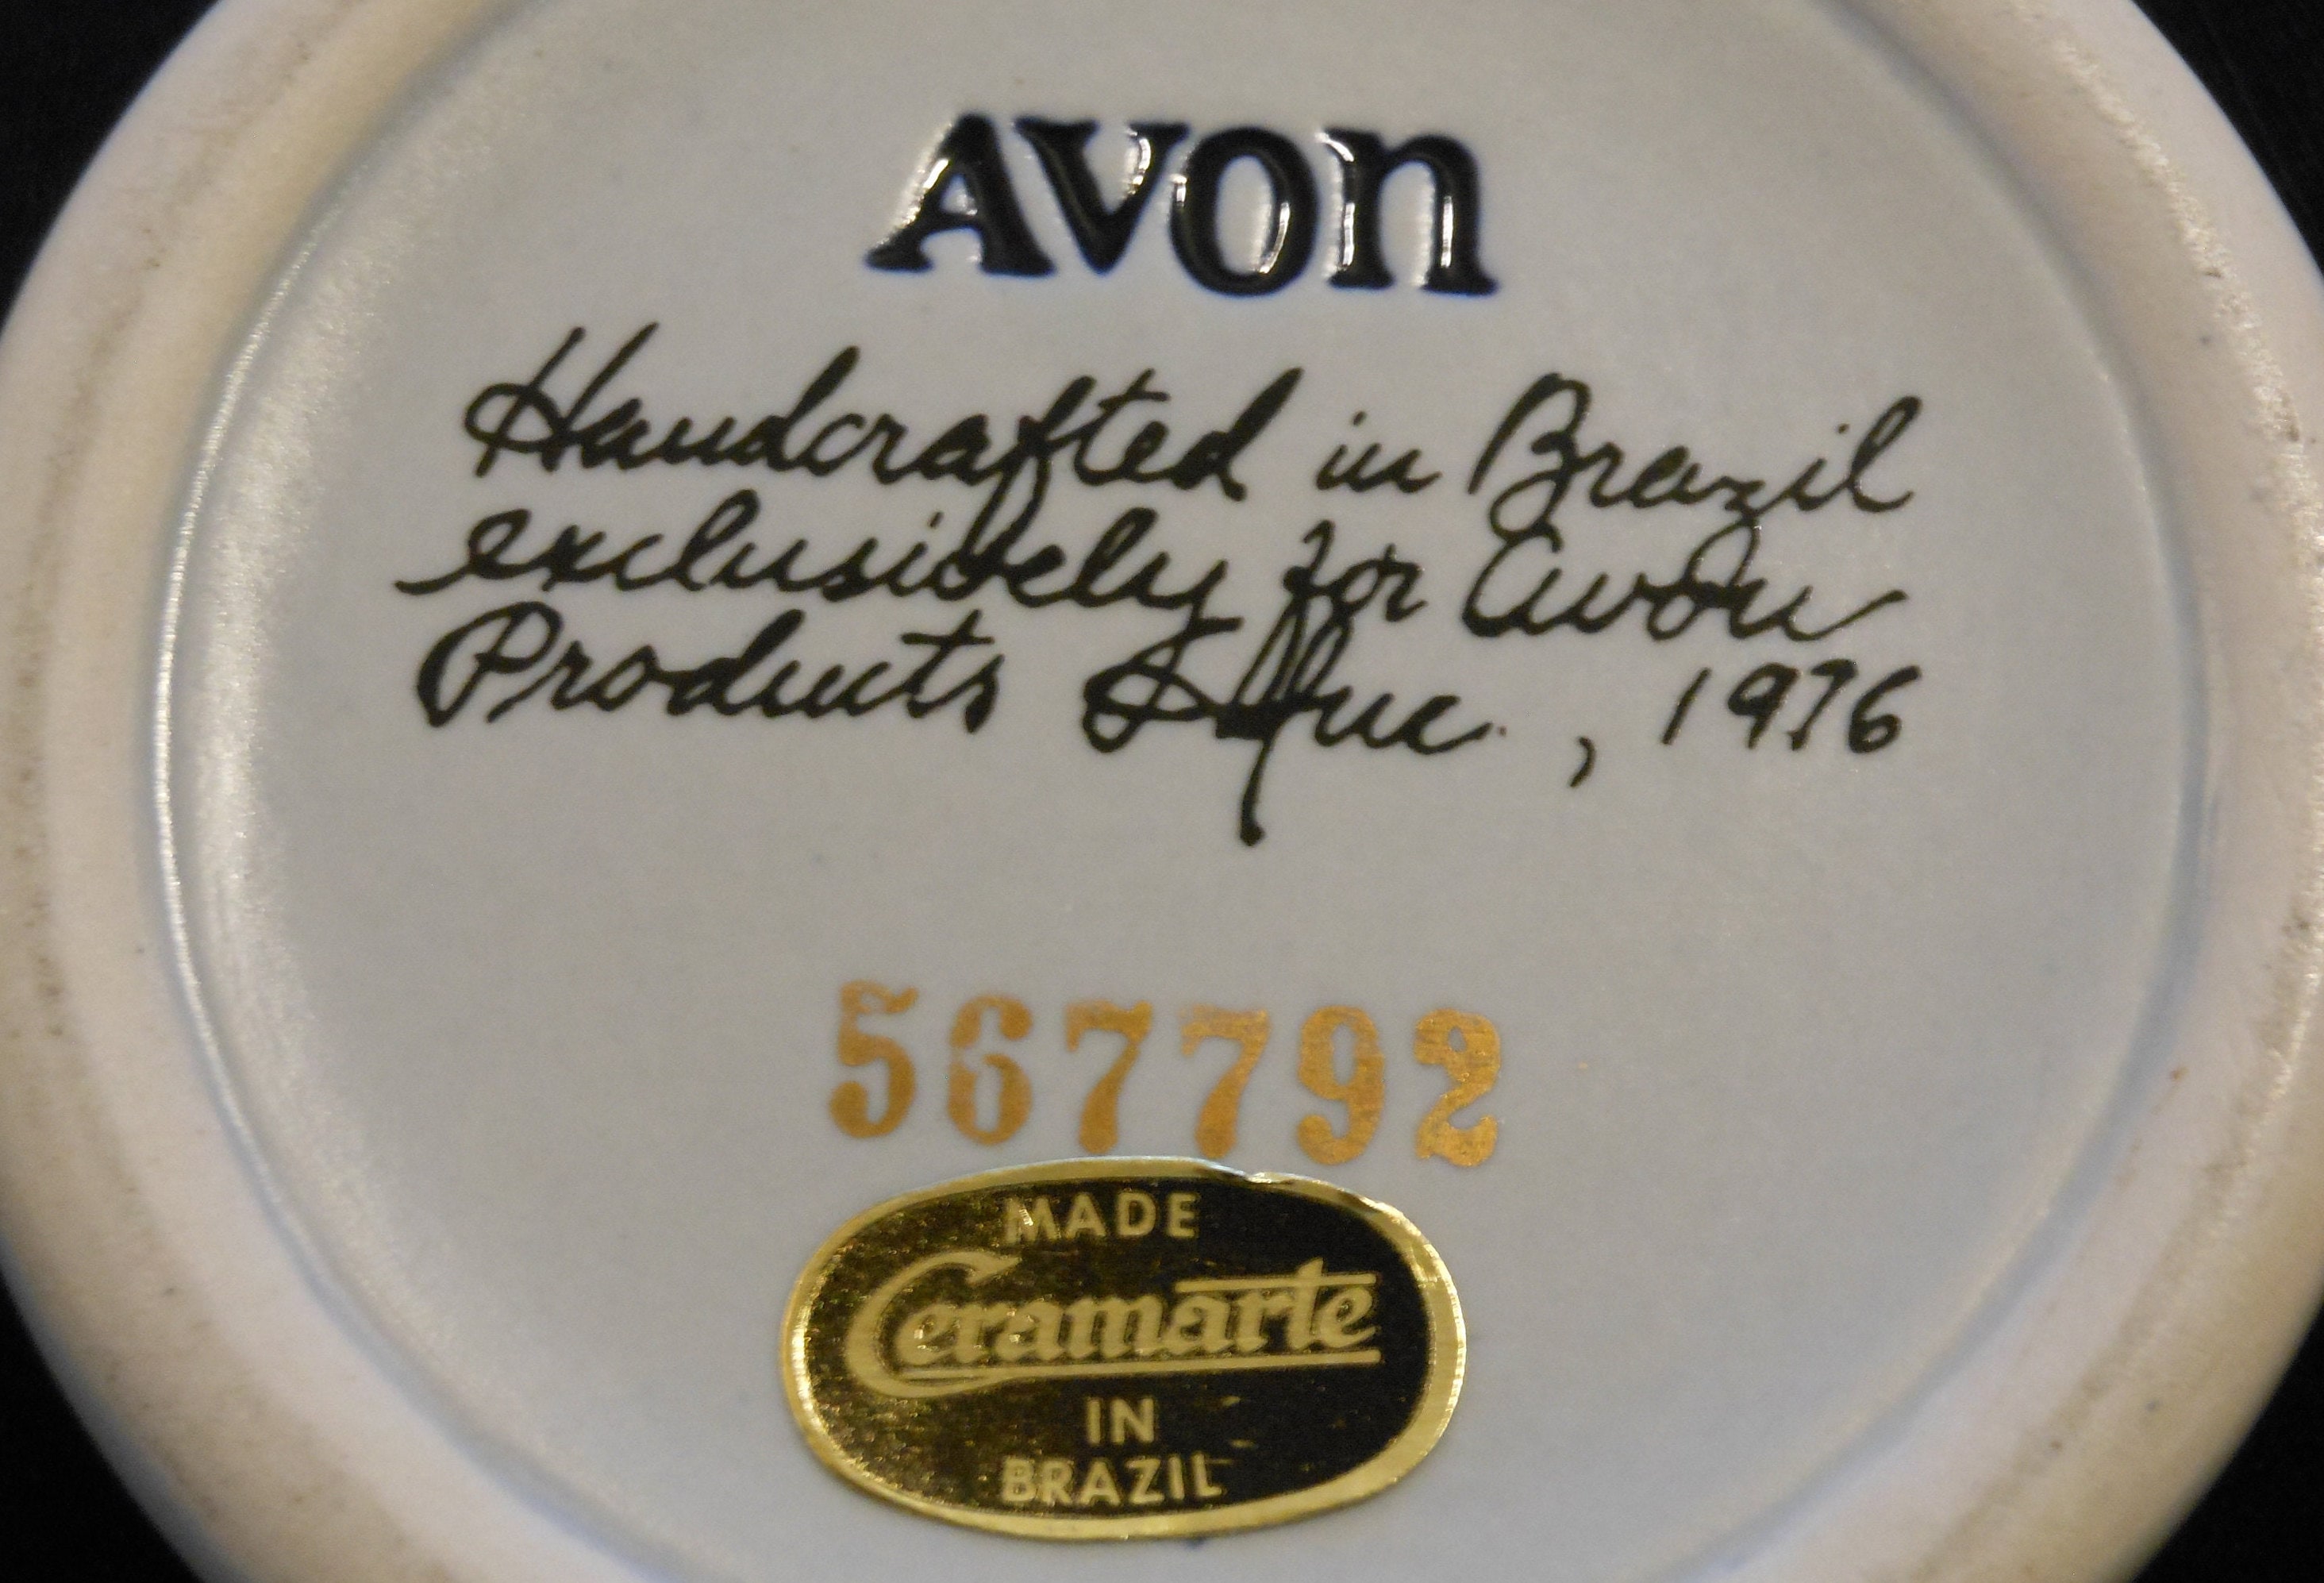 AVON
Handcrafted in Brazil
exclusively for Avon
Products Inc., 1976
567792
MADE
Ceramarte
IN
BRAZIL